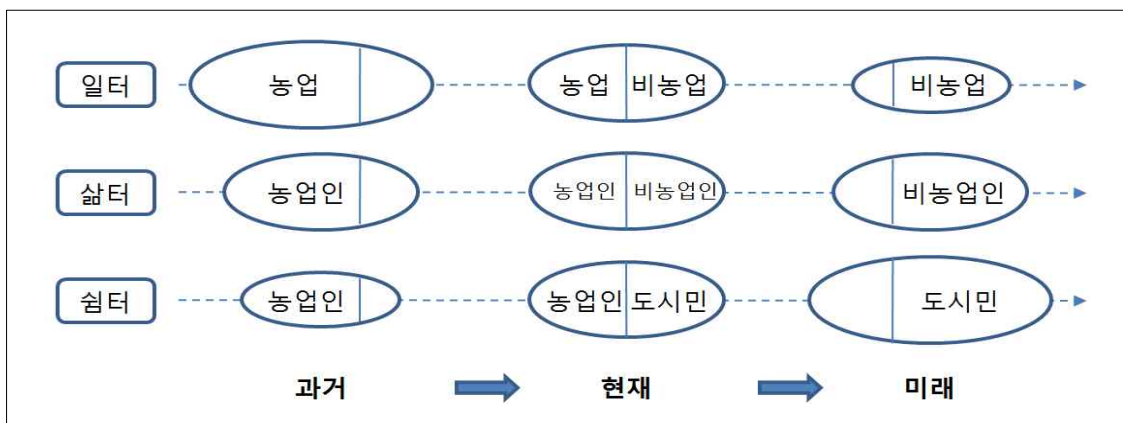 일터 농업 농업 비농업 비농업
삶터 농업인 농업인 비농업인 비농업인
쉼터 농업인 농업인 도시민 도시민
과거 현재 미래